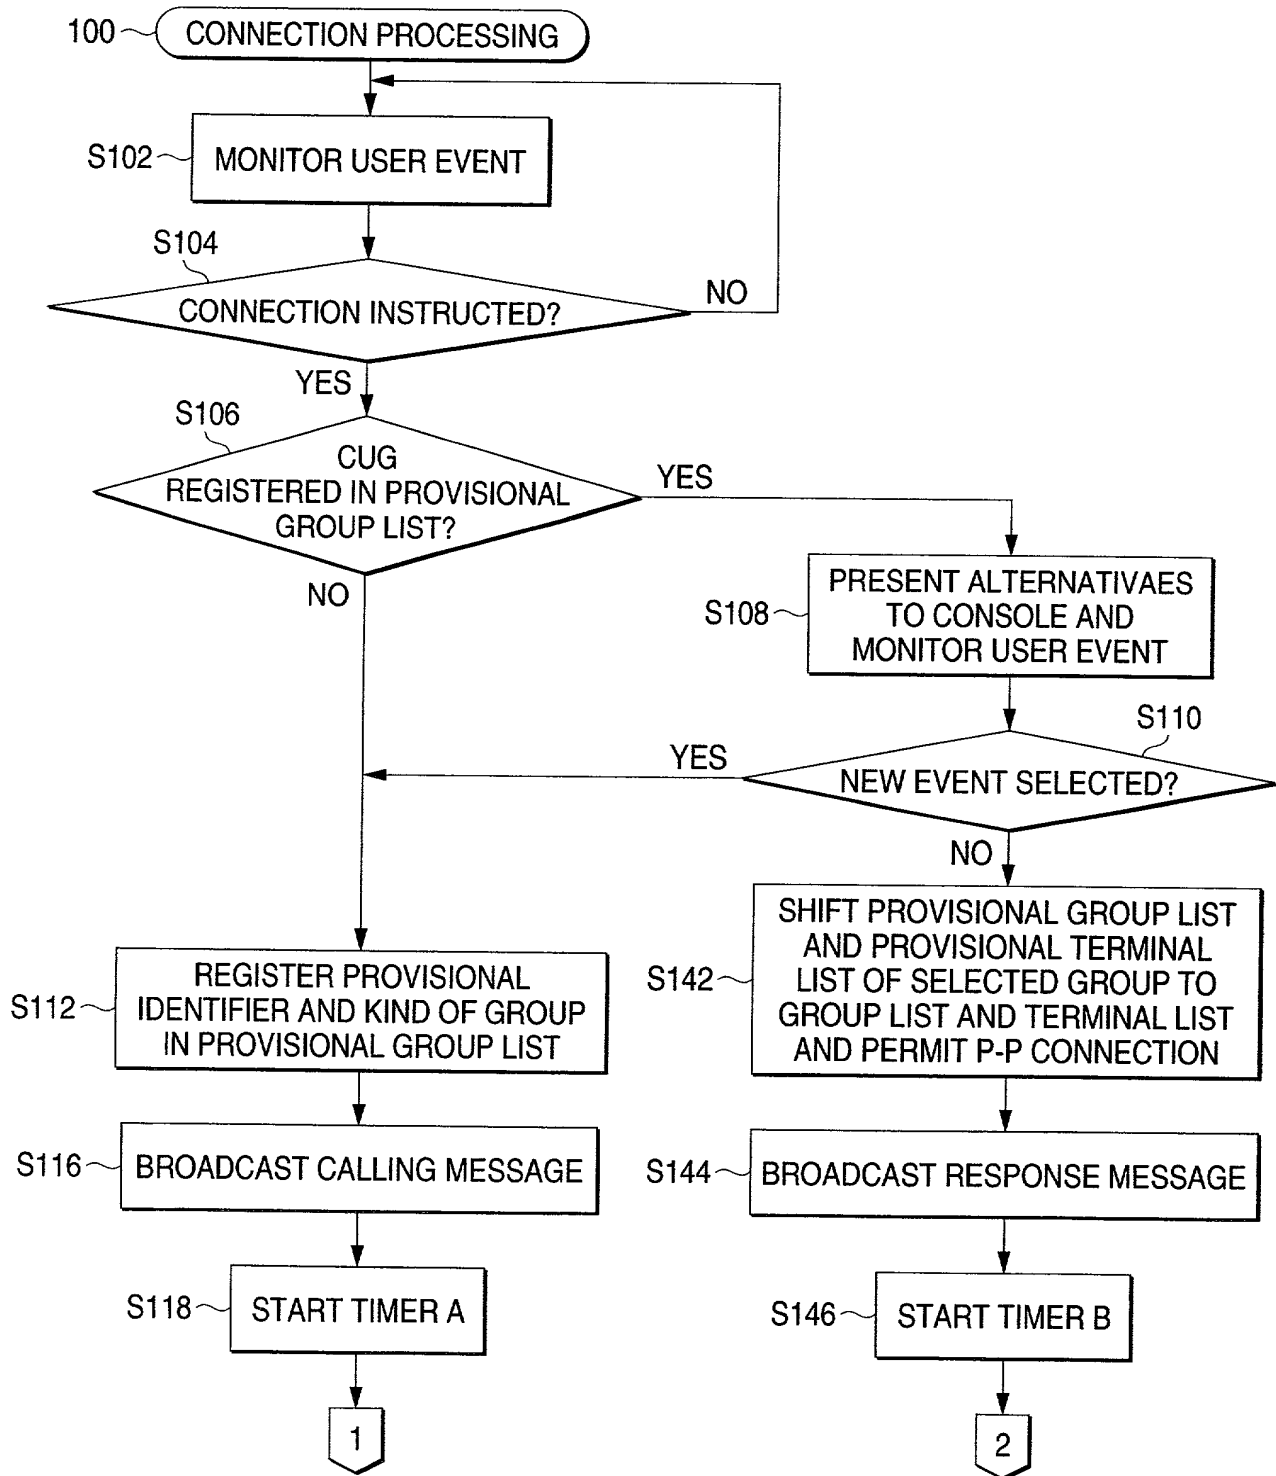 100
CONNECTION PROCESSING
S102
MONITOR USER EVENT
S104
CONNECTION INSTRUCTED?
NO
YES
S106
CUG
REGISTERED IN PROVISIONAL
GROUP LIST?
YES
NO
S108
PRESENT ALTERNATIVAES
TO CONSOLE AND
MONITOR USER EVENT
S110
NEW EVENT SELECTED?
YES
NO
S112
REGISTER PROVISIONAL
IDENTIFIER AND KIND OF GROUP
IN PROVISIONAL GROUP LIST
S142
SHIFT PROVISIONAL GROUP LIST
AND PROVISIONAL TERMINAL
LIST OF SELECTED GROUP TO
GROUP LIST AND TERMINAL LIST
AND PERMIT P-P CONNECTION
S116
BROADCAST CALLING MESSAGE
S144
BROADCAST RESPONSE MESSAGE
S118
START TIMER A
S146
START TIMER B
1
2